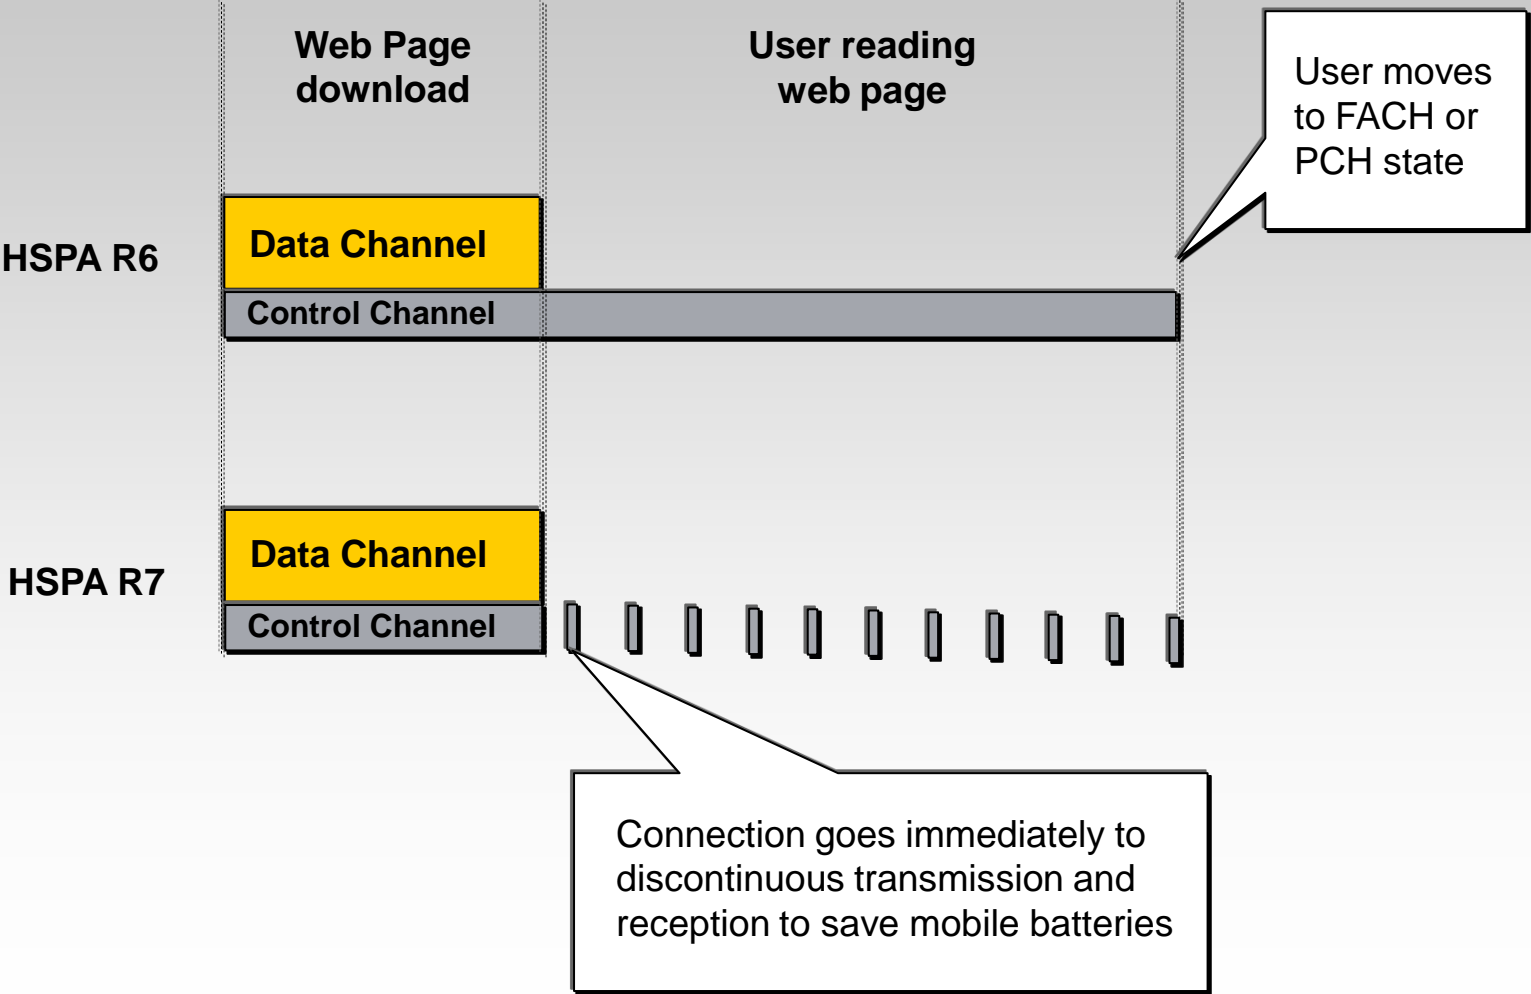 Web Page
download
User reading
web page
User moves
to FACH or
PCH state
HSPA R6
Data Channel
Control Channel
HSPA R7
Data Channel
Control Channel
Connection goes immediately to
discontinuous transmission and
reception to save mobile batteries